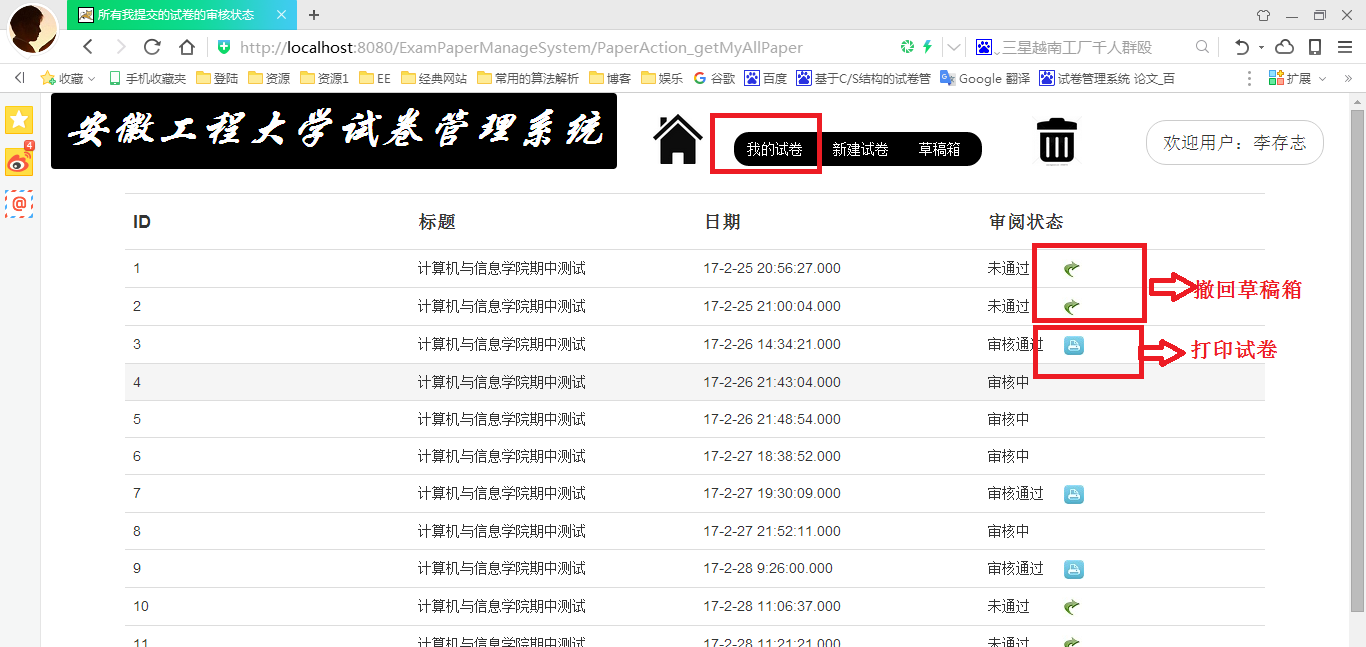 所有我提交的试卷的审核状态
http://localhost:8080/ExamPaperManageSystem/PaperAction_getMyAllPaper
三星越南工厂千人群殴
收藏 手机收藏夹 登陆 资源 资源1 EE 经典网站 常用的算法解析 博客 娱乐 谷歌 百度 基于C/S结构的试卷管 Google 翻译 试卷管理系统 论文_百 扩展
4
安徽工程大学试卷管理系统
我的试卷 新建试卷 草稿箱
欢迎用户：李存志
ID 标题 日期 审阅状态
1 计算机与信息学院期中测试 17-2-25 20:56:27.000 未通过
撤回草稿箱
2 计算机与信息学院期中测试 17-2-25 21:00:04.000 未通过
3 计算机与信息学院期中测试 17-2-26 14:34:21.000 审核通过
打印试卷
4 计算机与信息学院期中测试 17-2-26 21:43:04.000 审核中
5 计算机与信息学院期中测试 17-2-26 21:48:54.000 审核中
6 计算机与信息学院期中测试 17-2-27 18:38:52.000 审核中
7 计算机与信息学院期中测试 17-2-27 19:30:09.000 审核通过
8 计算机与信息学院期中测试 17-2-27 21:52:11.000 审核中
9 计算机与信息学院期中测试 17-2-28 9:26:00.000 审核通过
10 计算机与信息学院期中测试 17-2-28 11:06:37.000 未通过
11 计算机与信息学院期中测试 17-2-28 11:21:21.000 未通过